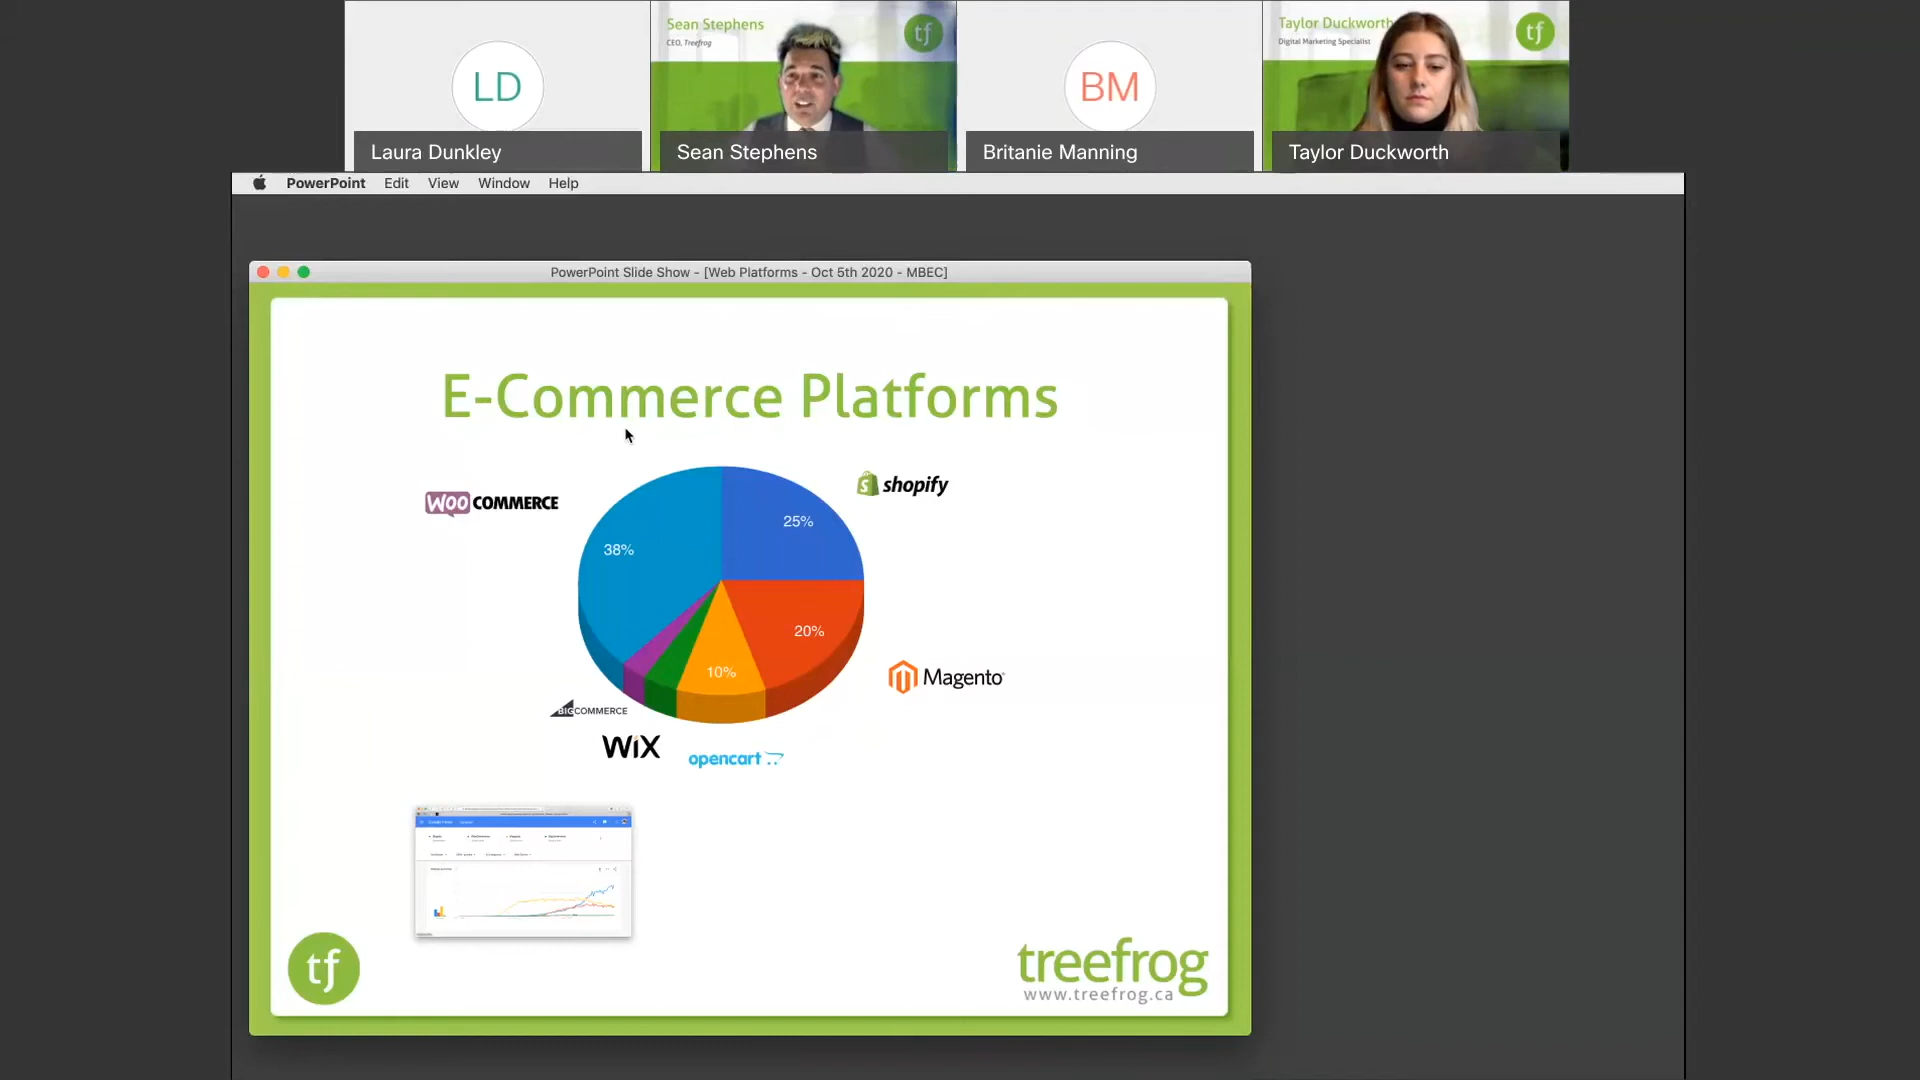 LD
Laura Dunkley
Sean Stephens
CEO, Treefrog
tf
Sean Stephens
BM
Britanie Manning
Taylor Duckworth
Digital Marketing Specialist
tf
Taylor Duckworth
PowerPoint Edit View Window Help
PowerPoint Slide Show - [Web Platforms - Oct 5th 2020 - MBEC]
E-Commerce Platforms
WOO COMMERCE
shopify
25%
38%
20%
10%
Magento
BIGCOMMERCE
WiX
opencart
tf
treefrog
www.treefrog.ca